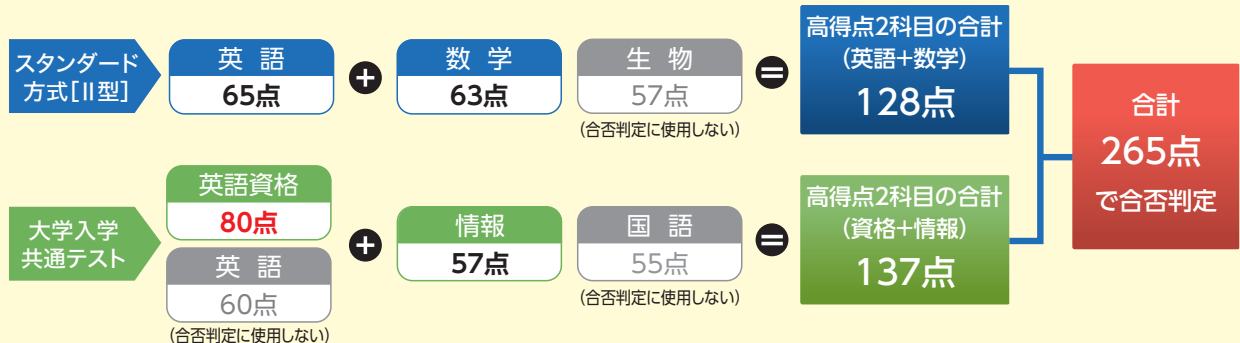 スタンダード
方式[Ⅱ型]
英語
65点
+
数学
63点
生物
57点
(合否判定に使用しない)
=
高得点2科目の合計
(英語+数学)
128点
大学入学
共通テスト
英語資格
80点
英語
60点
(合否判定に使用しない)
+
情報
57点
国語
55点
(合否判定に使用しない)
=
高得点2科目の合計
(資格+情報)
137点
合計
265点
で合否判定